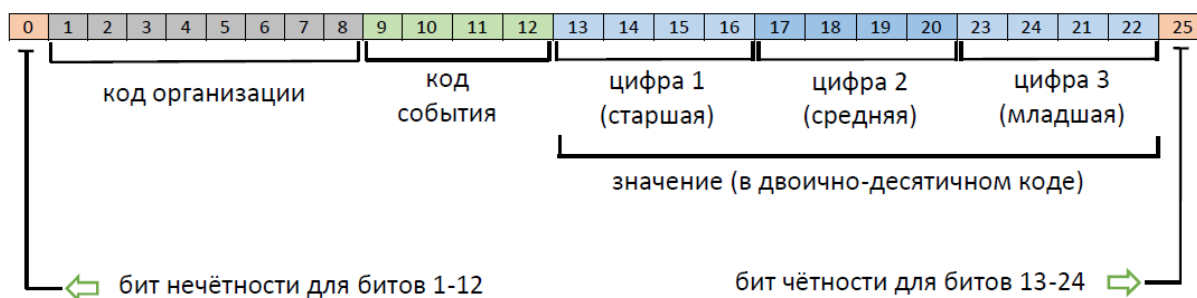 0 1 2 3 4 5 6 7 8 9 10 11 12 13 14 15 16 17 18 19 20 23 24 21 22 25
код организации
код
события
цифра 1
(старшая)
цифра 2
(средняя)
цифра 3
(младшая)
значение (в двоично-десятичном коде)
бит нечётности для битов 1-12
бит чётности для битов 13-24